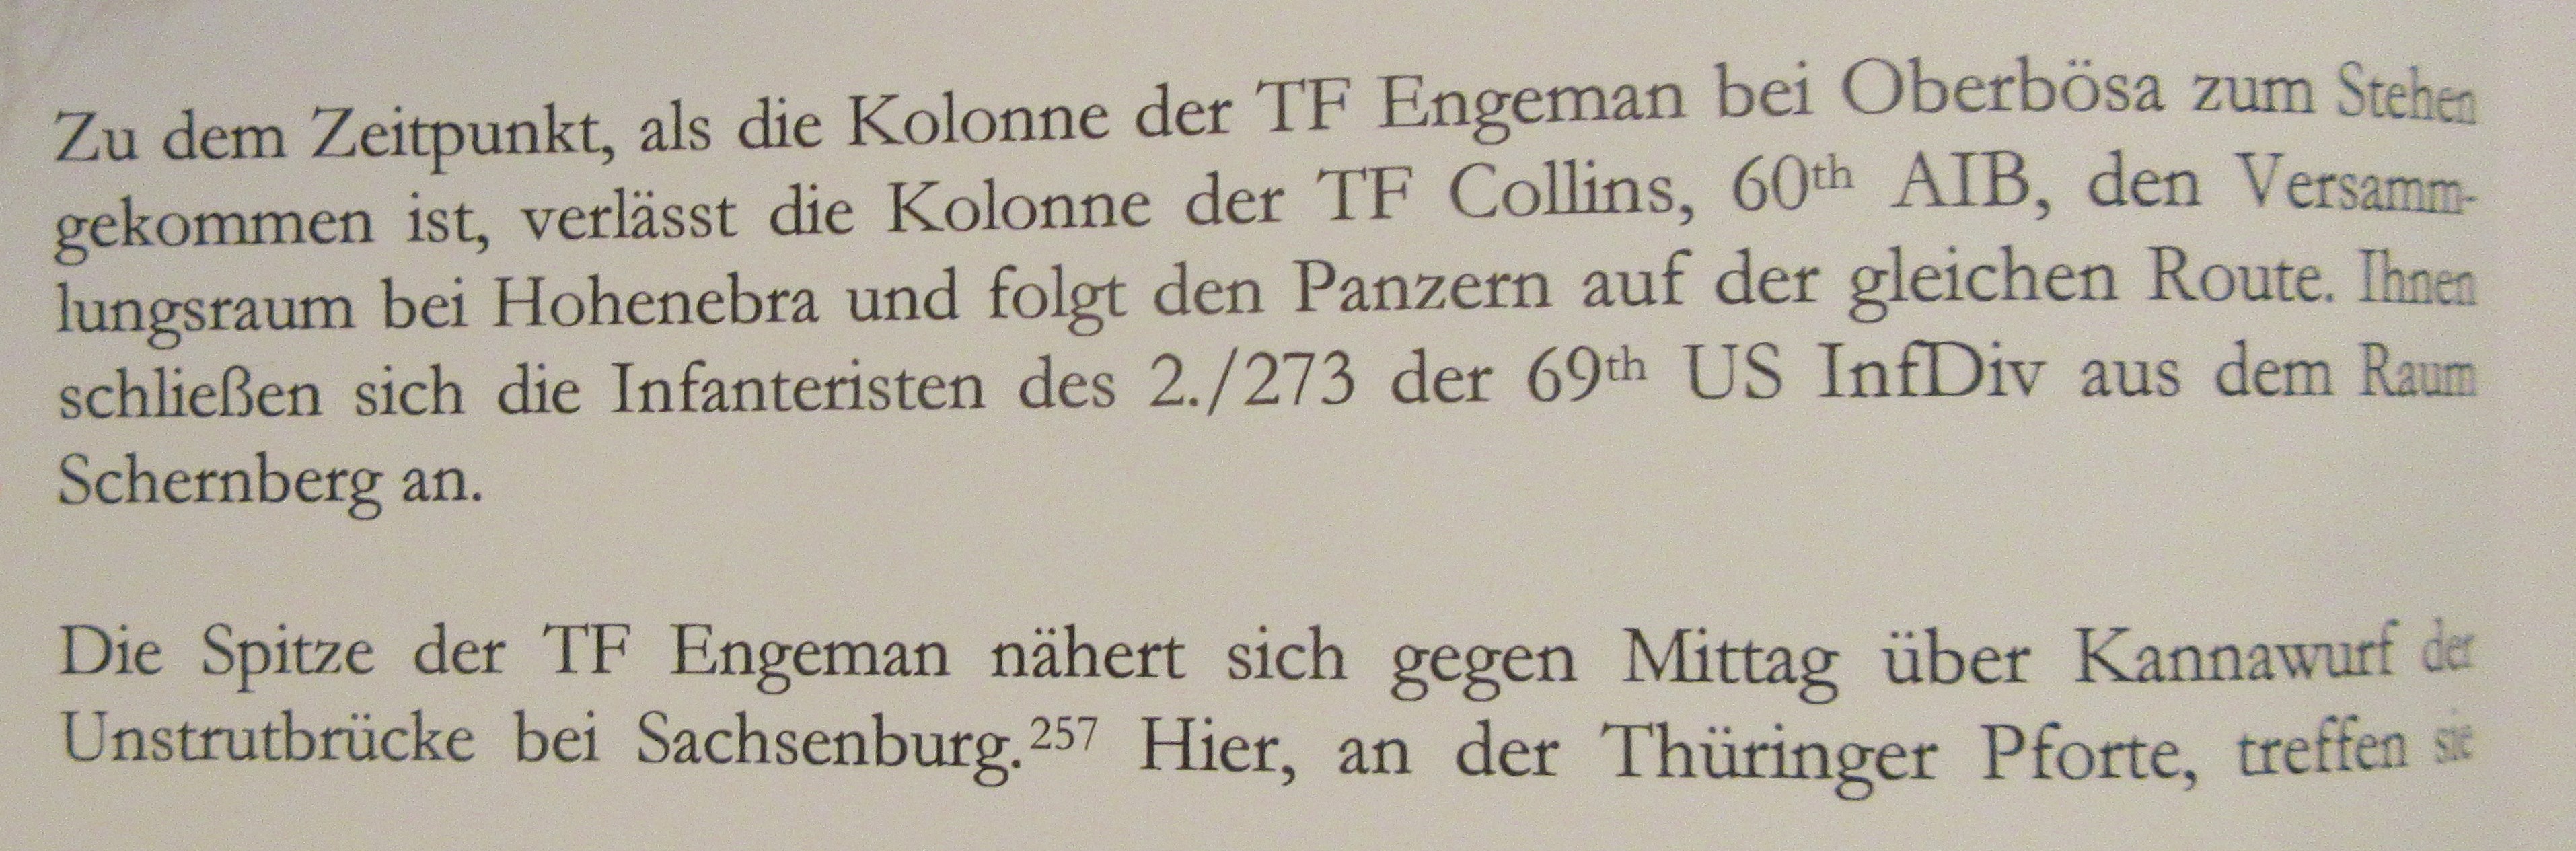 Zu dem Zeitpunkt, als die Kolonne der TF Engeman bei Oberbösa zum Stehen
gekommen ist, verlässt die Kolonne der TF Collins, 60th AIB, den Versamm-
lungsraum bei Hohenebra und folgt den Panzern auf der gleichen Route. Ihnen
schließen sich die Infanteristen des 2./273 der 69th US InfDiv aus dem Raum
Schernberg an.
Die Spitze der TF Engeman nähert sich gegen Mittag über Kannawurf der
Unstrutbrücke bei Sachsenburg.257 Hier, an der Thüringer Pforte, treffen sie